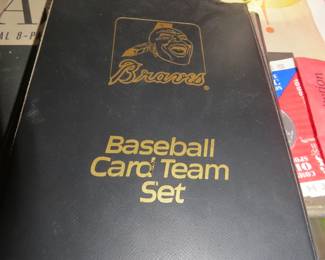 Braves
®
Baseball
Card Team
Set